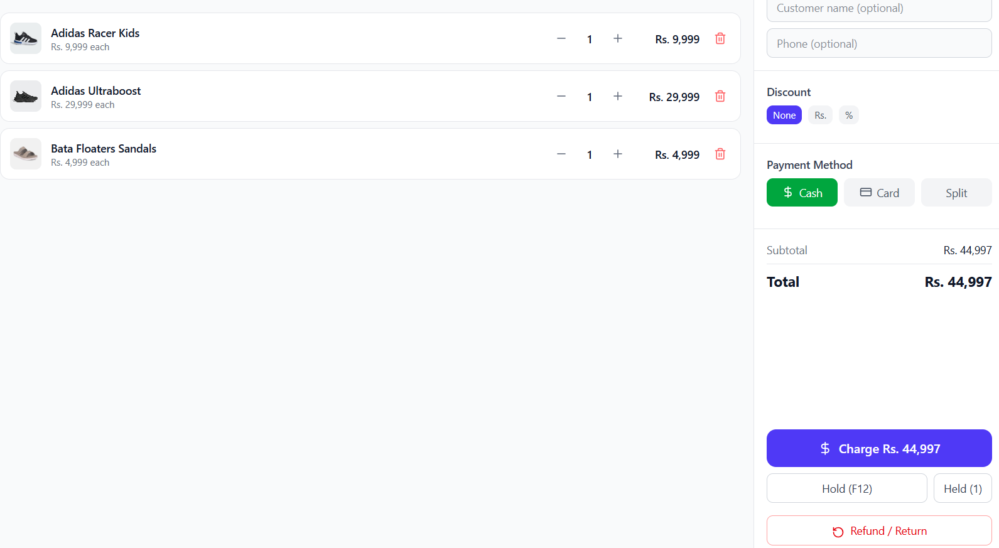 Adidas Racer Kids
Rs. 9,999 each
1
Rs. 9,999
Adidas Ultraboost
Rs. 29,999 each
1
Rs. 29,999
Bata Floaters Sandals
Rs. 4,999 each
1
Rs. 4,999
Customer name (optional)
Phone (optional)
Discount
None Rs. %
Payment Method
$ Cash Card Split
Subtotal Rs. 44,997
Total Rs. 44,997
$ Charge Rs. 44,997
Hold (F12) Held (1)
Refund / Return